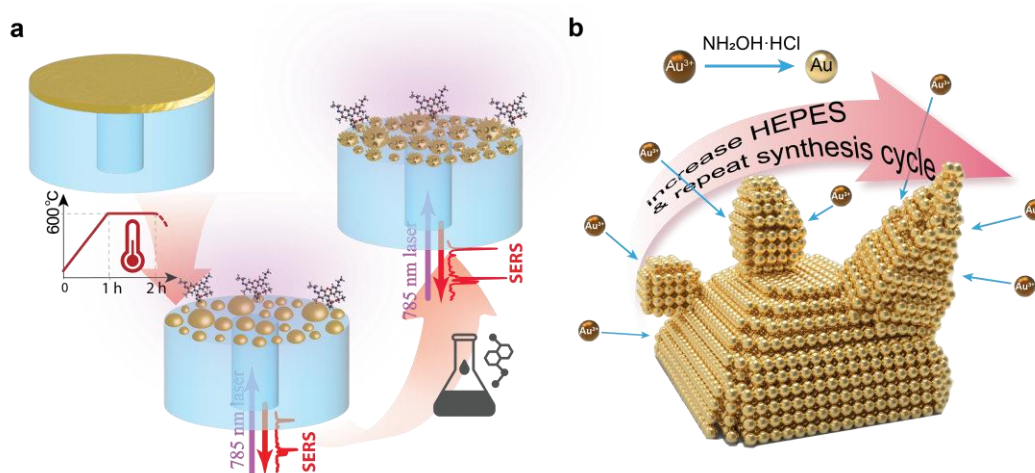 a
600℃
0
1 h
2 h
785 nm laser
SERS
785 nm laser
SERS
b
NH₂OH·HCl
Au³⁺
Au
increase HEPES
& repeat synthesis cycle
Au³⁺
Au³⁺
Au³⁺
Au³⁺
Au³⁺
Au
Au³⁺